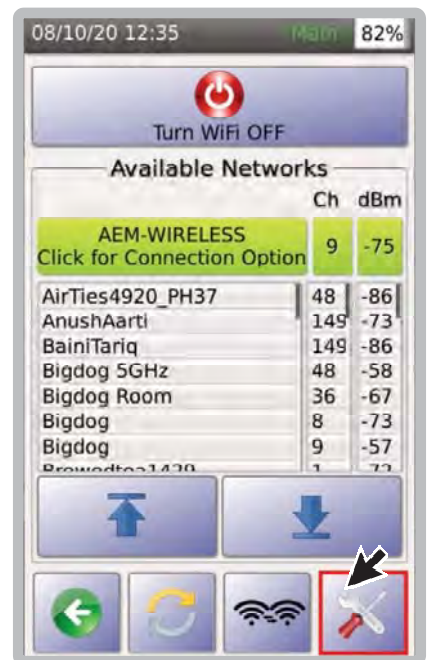 08/10/20 12:35 Main 82%
Turn WiFi OFF
Available Networks
Ch dBm
AEM-WIRELESS
Click for Connection Option 9 -75
AirTies4920_PH37 48 -86
AnushAarti 149 -73
BainiTariq 149 -86
Bigdog 5GHz 48 -58
Bigdog Room 36 -67
Bigdog 8 -73
Bigdog 9 -57